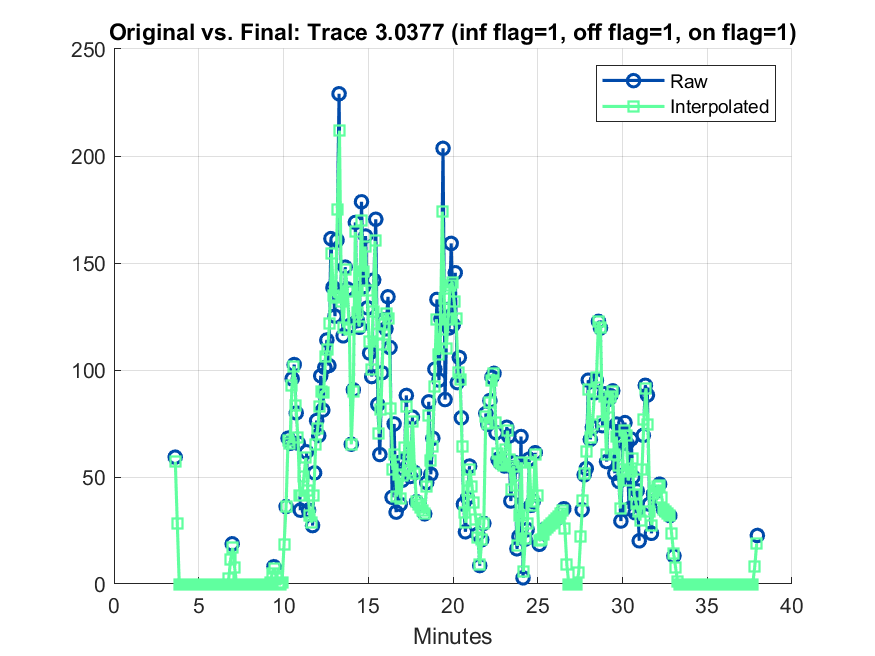 Original vs. Final: Trace 3.0377 (inf flag=1, off flag=1, on flag=1)
250
200
150
100
50
0
Raw
Interpolated
0 5 10 15 20 25 30 35 40
Minutes